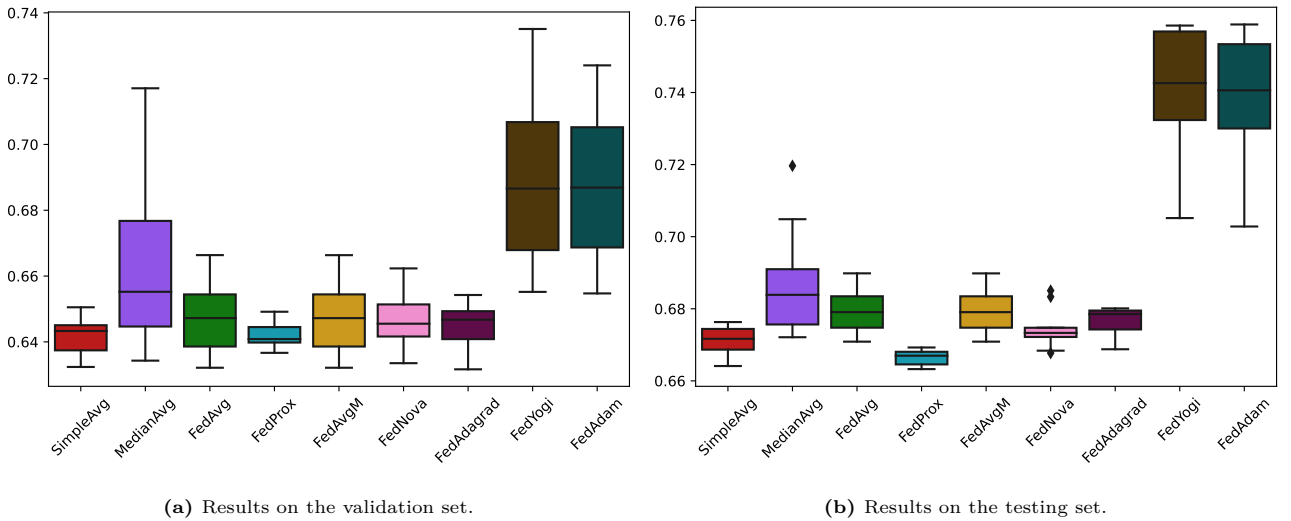 0.74
0.72
0.70
0.68
0.66
0.64
SimpleAvg
MedianAvg
FedAvg
FedProx
FedAvgM
FedNova
FedAdagrad
FedYogi
FedAdam
(a) Results on the validation set.
0.76
0.74
0.72
0.70
0.68
0.66
SimpleAvg
MedianAvg
FedAvg
FedProx
FedAvgM
FedNova
FedAdagrad
FedYogi
FedAdam
(b) Results on the testing set.